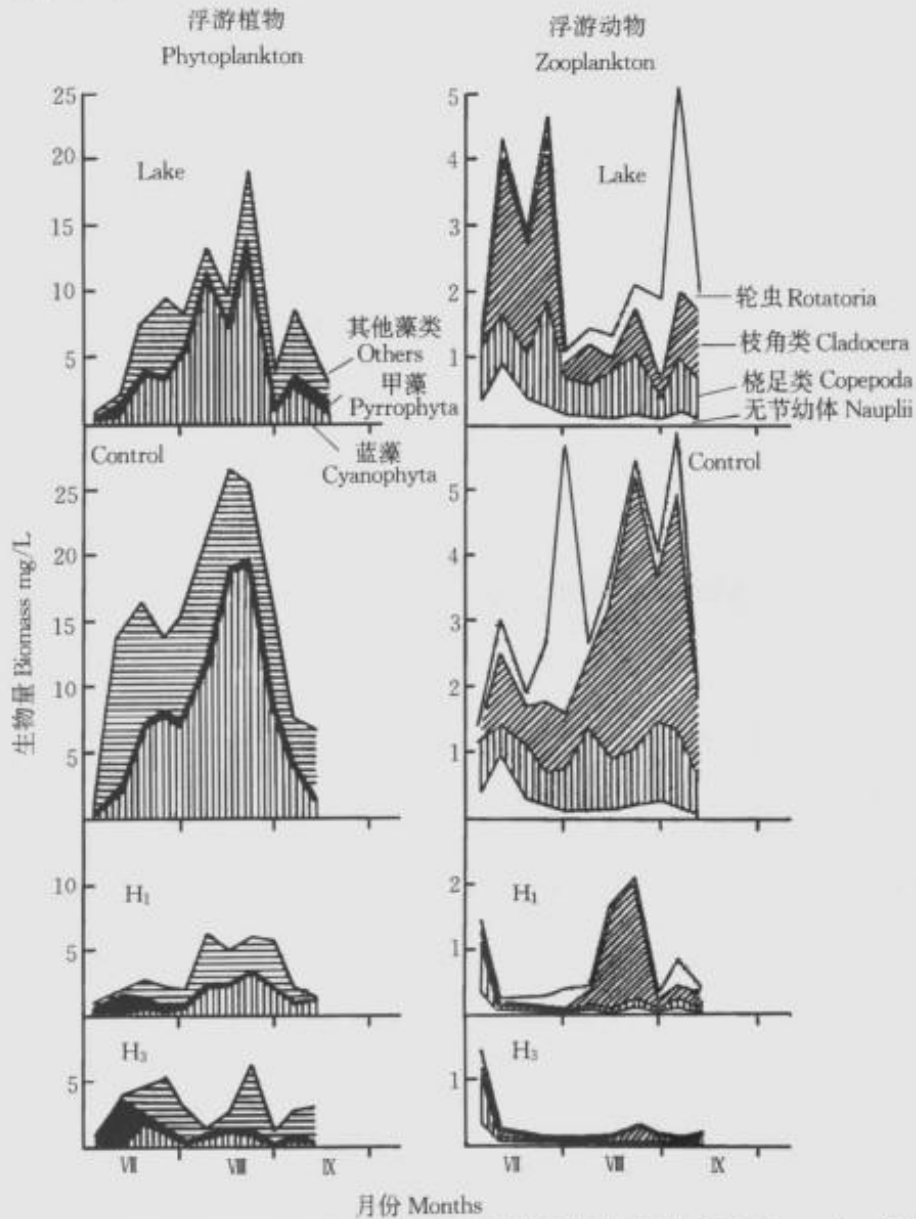 浮游植物
Phytoplankton
浮游动物
Zooplankton
25
20
15
10
5
Lake
其他藻类
Others
甲藻
Pyrrophyta
蓝藻
Cyanophyta
5
4
3
2
1
Lake
轮虫 Rotatoria
枝角类 Cladocera
桡足类 Copepoda
无节幼体 Nauplii
Control
25
20
15
10
5
Control
5
4
3
2
1
生物量 Biomass mg/L
10
5
H₁
2
1
H₁
5
H₃
1
H₃
Ⅶ
Ⅷ
Ⅸ
Ⅶ
Ⅷ
Ⅸ
月份 Months